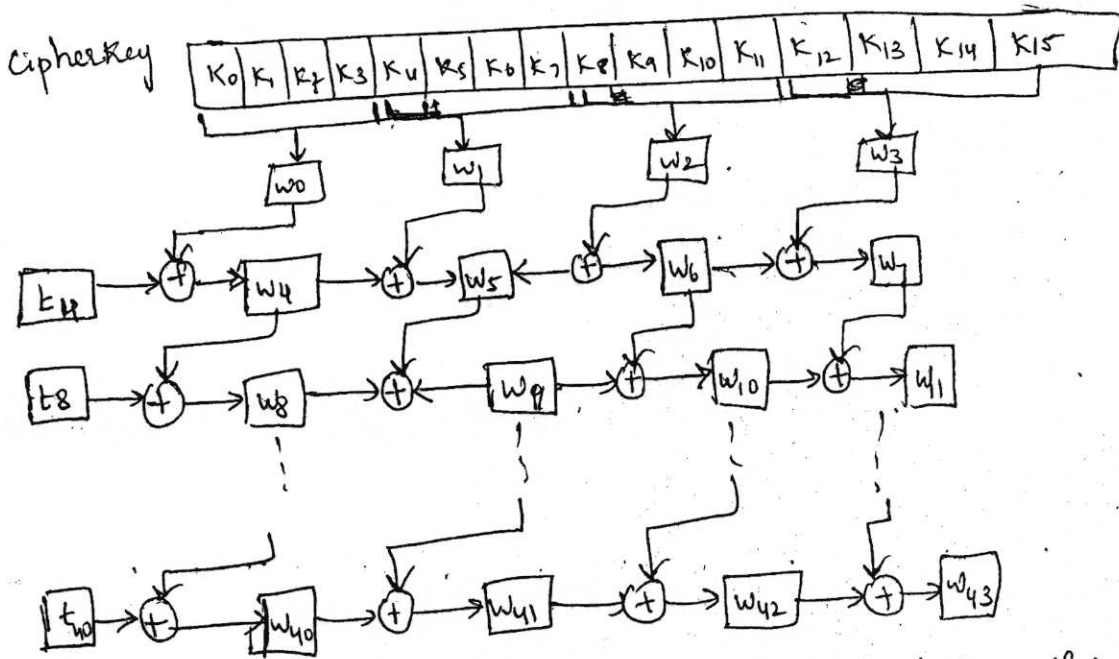 Cipherkey K0 K1 K2 K3 K4 K5 K6 K7 K8 K9 K10 K11 K12 K13 K14 K15
W0 W1 W2 W3
t4 + W4 + W5 + W6 + W7
t8 + W8 + W9 + W10 + W11
t40 + W40 + W41 + W42 + W43